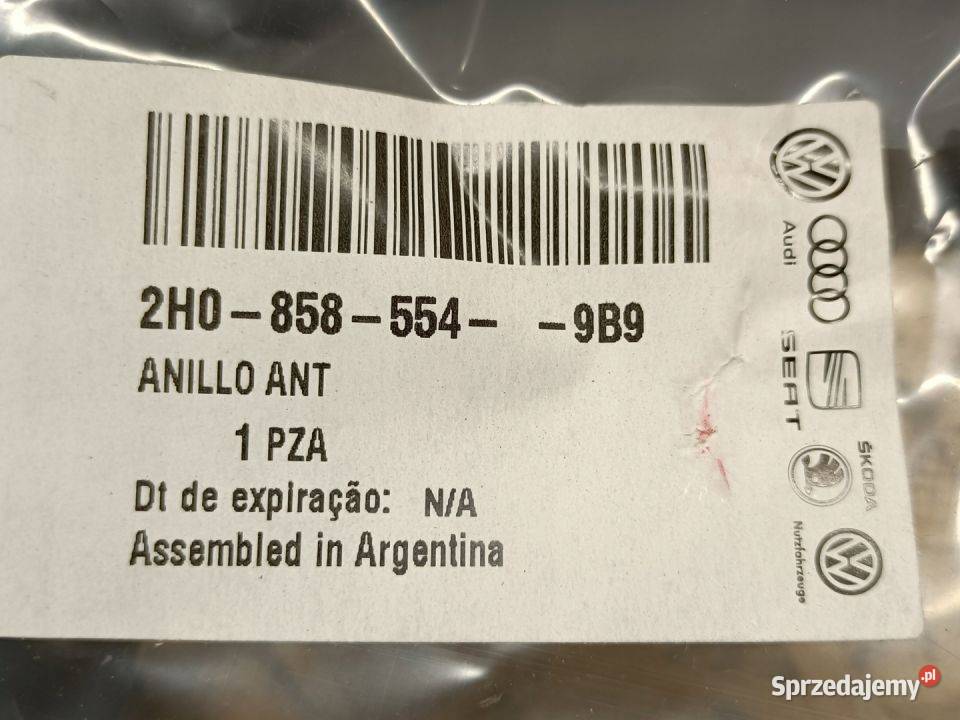 2H0-858-554- -9B9
ANILLO ANT
1 PZA
Dt de expiração: N/A
Assembled in Argentina
Audi
SEAT
ŠKODA
Nutzfahrzeuge
Sprzedajemy.pl